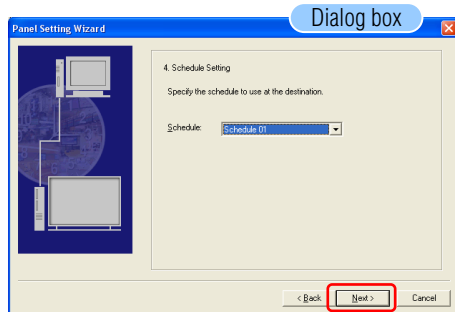 Dialog box
Panel Setting Wizard
4. Schedule Setting
Specify the schedule to use at the destination.
Schedule: Schedule 01
< Back Next > Cancel